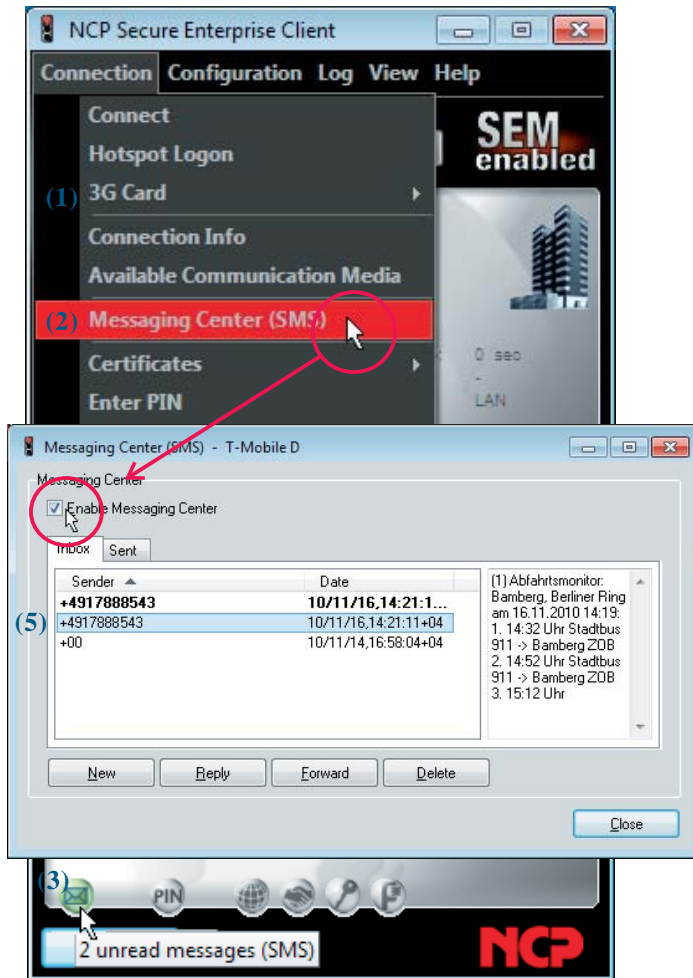 NCP Secure Enterprise Client
Connection Configuration Log View Help
Connect
SEM
enabled
Hotspot Logon
(1) 3G Card
Connection Info
Available Communication Media
(2) Messaging Center (SMS)
Certificates
0 sec
-
Enter PIN
LAN
Messaging Center (SMS) - T-Mobile D
Messaging Center
Enable Messaging Center
Inbox Sent
Sender Date
+4917888543 10/11/16,14:21:1...
(5) +4917888543 10/11/16,14:21:11+04
+00 10/11/14,16:58:04+04
(1) Abfahrtsmonitor:
Bamberg, Berliner Ring
am 16.11.2010 14:19:
1. 14:32 Uhr Stadtbus
911 -> Bamberg ZOB
2. 14:52 Uhr Stadtbus
911 -> Bamberg ZOB
3. 15:12 Uhr
New Reply Forward Delete
Close
(3)
PIN
2 unread messages (SMS)
NCP